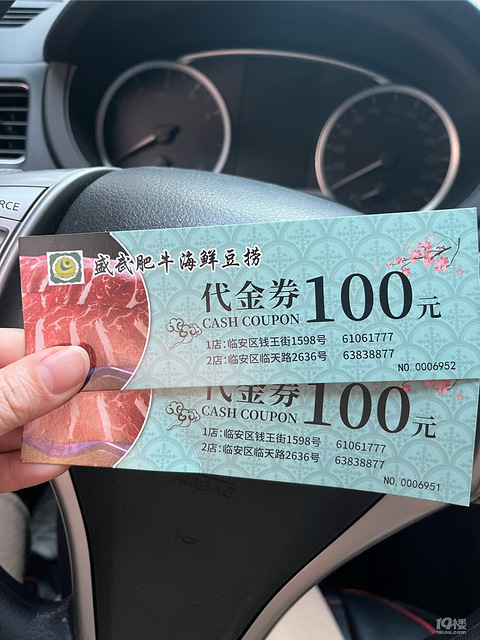 RCE
盛武肥牛海鲜豆捞
代金券100元
CASH COUPON
1店:临安区钱王街1598号 61061777
2店:临安区临天路2636号 63838877
NO.0006952
代金券100元
CASH COUPON
1店:临安区钱王街1598号 61061777
2店:临安区临天路2636号 63838877
NO.0006951
19楼
19lou.com